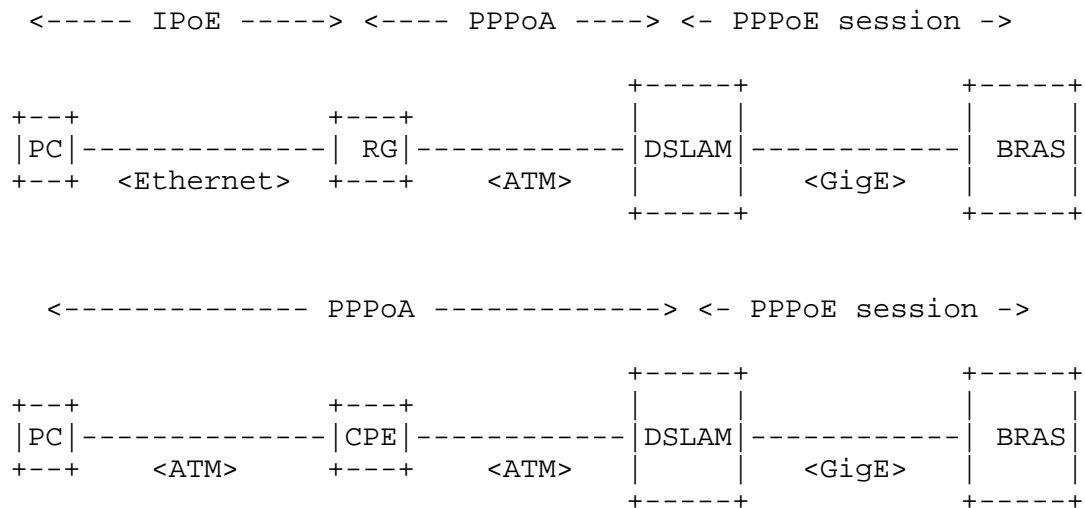 <----- IPoE -----> <---- PPPoA ----> <- PPPoE session ->
+-----+ +-----+
+--+ +---+ | | | |
|PC|--------------| RG|------------|DSLAM|------------| BRAS|
+--+ <Ethernet> +---+ <ATM> | | <GigE> | |
+-----+ +-----+
<-------------- PPPoA -------------> <- PPPoE session ->
+-----+ +-----+
+--+ +---+ | | | |
|PC|--------------|CPE|------------|DSLAM|------------| BRAS|
+--+ <ATM> +---+ <ATM> | | <GigE> | |
+-----+ +-----+